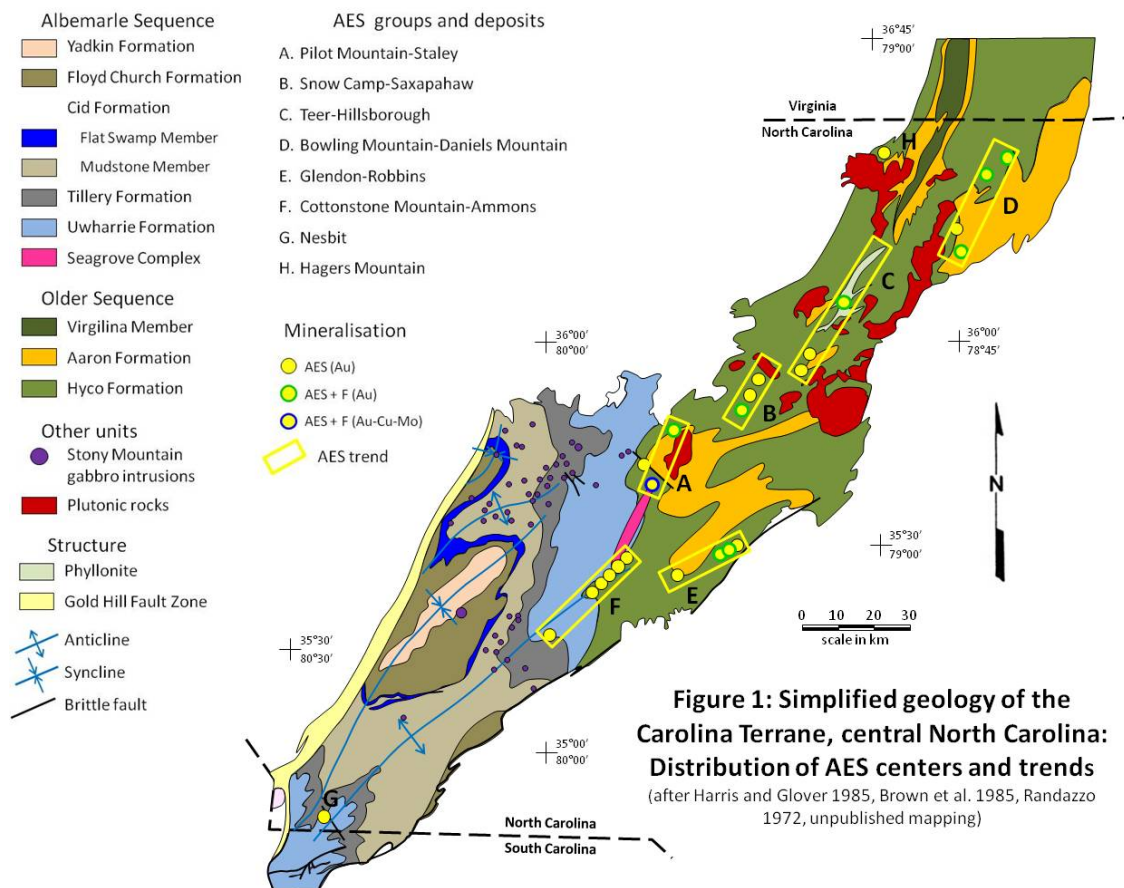 Albemarle Sequence
Yadkin Formation
Floyd Church Formation
Cid Formation
Flat Swamp Member
Mudstone Member
Tillery Formation
Uwharrie Formation
Seagrove Complex
Older Sequence
Virgilina Member
Aaron Formation
Hyco Formation
Other units
Stony Mountain
gabbro intrusions
Plutonic rocks
Structure
Phyllonite
Gold Hill Fault Zone
Anticline
Syncline
Brittle fault
AES groups and deposits
A. Pilot Mountain-Staley
B. Snow Camp-Saxapahaw
C. Teer-Hillsborough
D. Bowling Mountain-Daniels Mountain
E. Glendon-Robbins
F. Cottonstone Mountain-Ammons
G. Nesbit
H. Hagers Mountain
Mineralisation
AES (Au)
AES + F (Au)
AES + F (Au-Cu-Mo)
AES trend
36°45'
79°00'
Virginia
North Carolina
H
D
C
36°00'
80°00'
36°00'
78°45'
B
A
N
35°30'
79°00'
E
F
35°30'
80°30'
0 10 20 30
scale in km
35°00'
80°00'
G
North Carolina
South Carolina
Figure 1: Simplified geology of the
Carolina Terrane, central North Carolina:
Distribution of AES centers and trends
(after Harris and Glover 1985, Brown et al. 1985, Randazzo
1972, unpublished mapping)